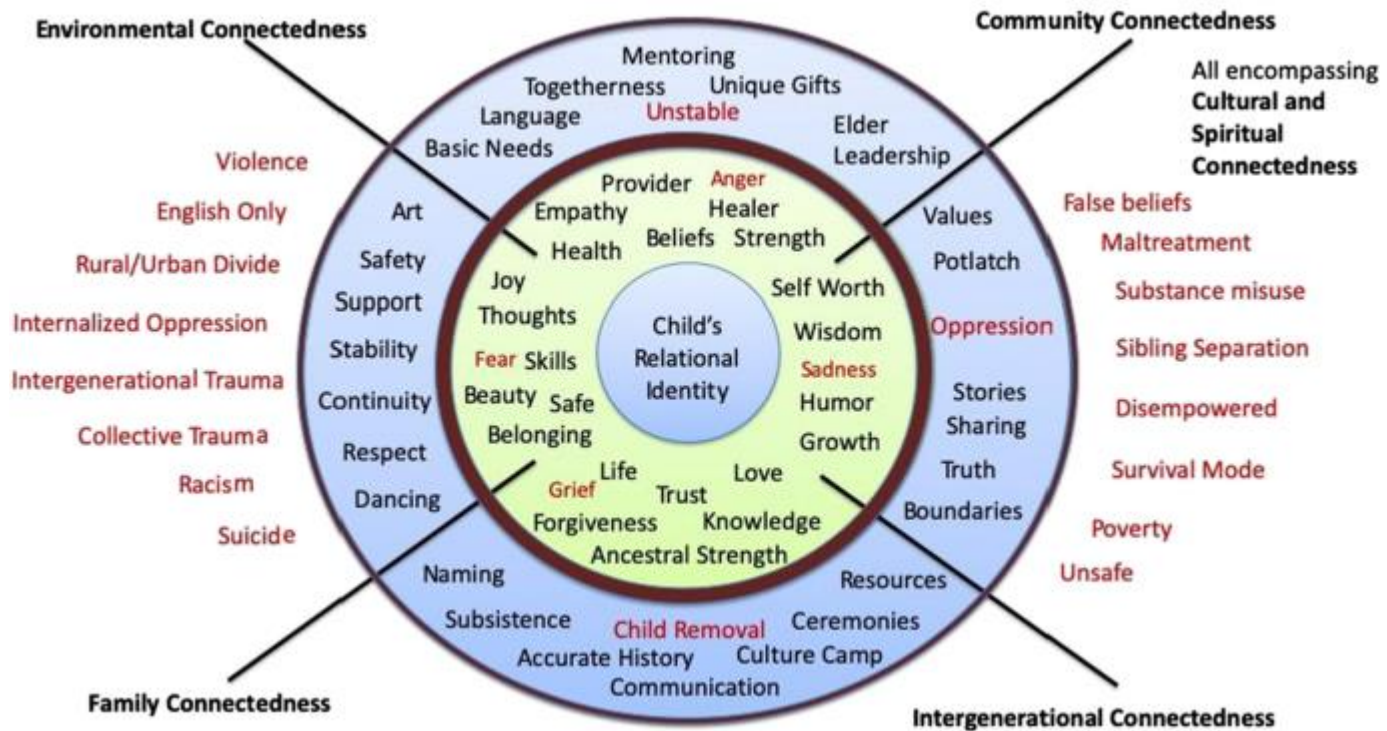 Environmental Connectedness
Community Connectedness
All encompassing
Cultural and
Spiritual
Connectedness
Mentoring
Togetherness
Unique Gifts
Language
Unstable
Basic Needs
Elder
Leadership
Violence
English Only
Rural/Urban Divide
Internalized Oppression
Intergenerational Trauma
Collective Trauma
Racism
Suicide
Art
Safety
Support
Stability
Continuity
Respect
Dancing
Provider
Anger
Empathy
Healer
Health
Beliefs
Strength
Joy
Thoughts
Fear
Skills
Beauty
Safe
Belonging
Child's
Relational
Identity
Self Worth
Wisdom
Sadness
Humor
Growth
Life
Love
Grief
Trust
Forgiveness
Knowledge
Ancestral Strength
Values
Potlatch
Oppression
Stories
Sharing
Truth
Boundaries
False beliefs
Maltreatment
Substance misuse
Sibling Separation
Disempowered
Survival Mode
Poverty
Unsafe
Naming
Resources
Subsistence
Child Removal
Ceremonies
Accurate History
Culture Camp
Communication
Family Connectedness
Intergenerational Connectedness